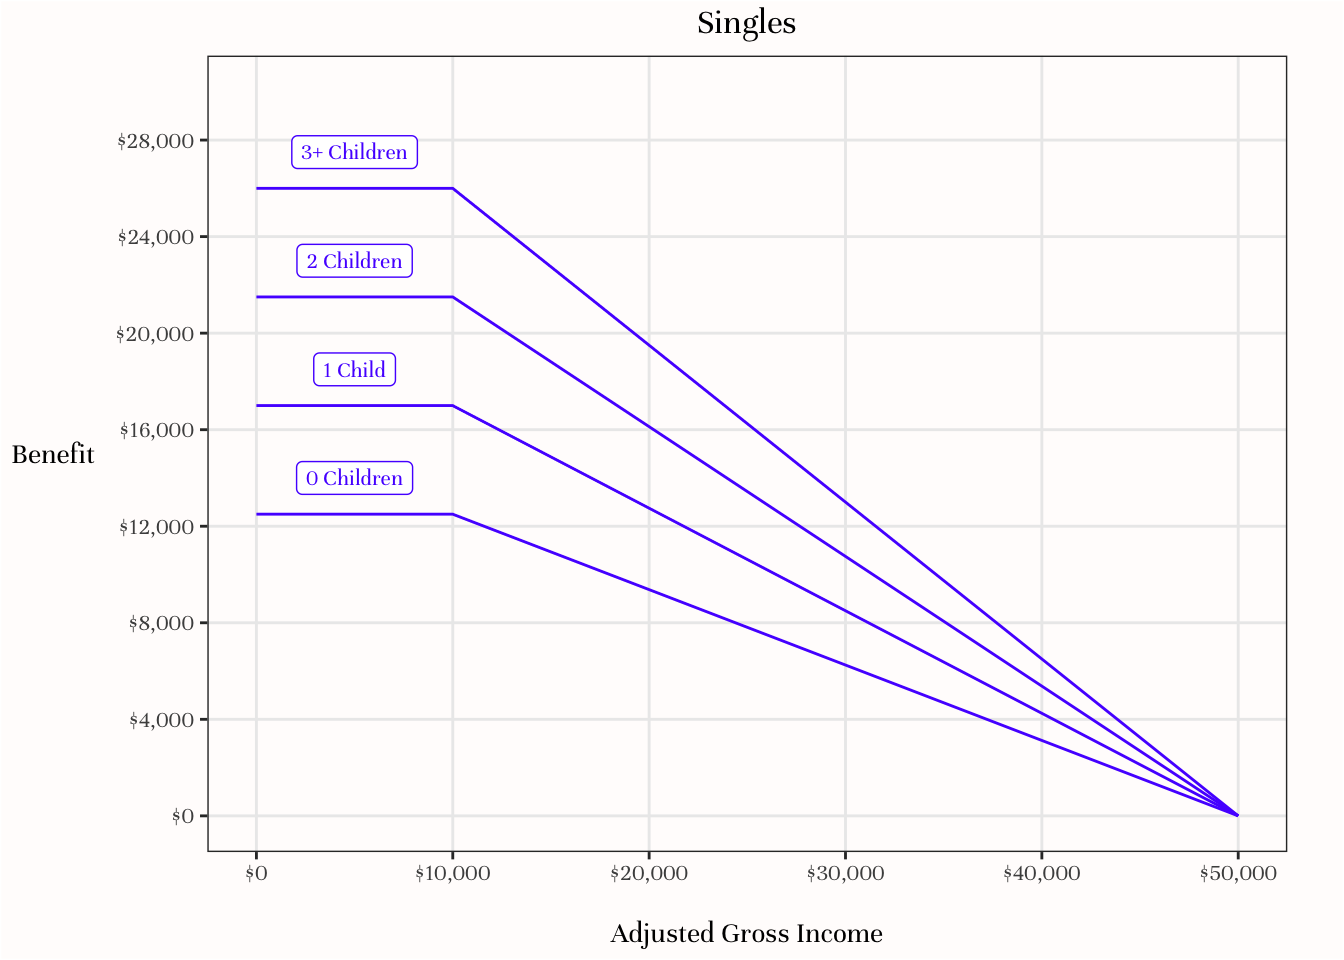 Singles
$28,000
3+ Children
$24,000
2 Children
$20,000
1 Child
$16,000
Benefit
0 Children
$12,000
$8,000
$4,000
$0
$0 $10,000 $20,000 $30,000 $40,000 $50,000
Adjusted Gross Income